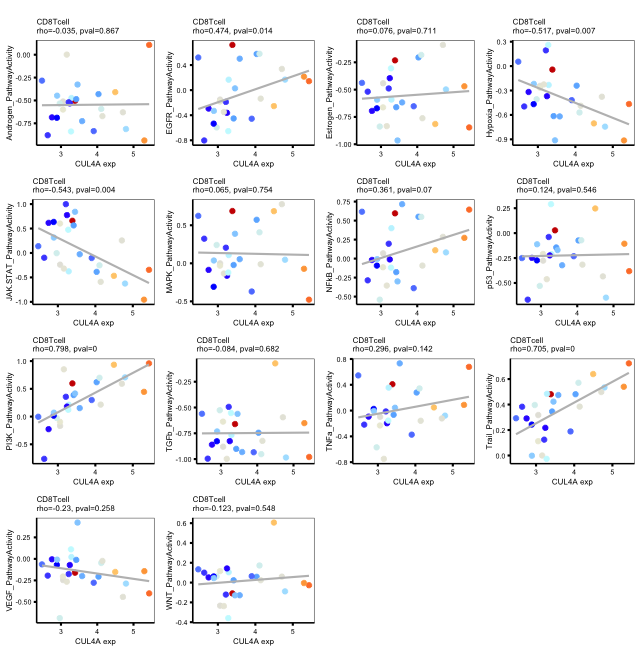 CD8Tcell
rho=-0.035, pval=0.867
Androgen_PathwayActivity
0.00
-0.25
-0.50
-0.75
3 4 5
CUL4A exp
CD8Tcell
rho=0.474, pval=0.014
EGFR_PathwayActivity
0.4
0.0
-0.4
-0.8
3 4 5
CUL4A exp
CD8Tcell
rho=0.076, pval=0.711
Estrogen_PathwayActivity
0.0
-0.5
-1.0
3 4 5
CUL4A exp
CD8Tcell
rho=-0.517, pval=0.007
Hypoxia_PathwayActivity
0.3
0.0
-0.3
-0.6
-0.9
3 4 5
CUL4A exp
CD8Tcell
rho=-0.543, pval=0.004
JAK-STAT_PathwayActivity
1.0
0.5
0.0
-0.5
-1.0
3 4 5
CUL4A exp
CD8Tcell
rho=0.065, pval=0.754
MAPK_PathwayActivity
0.5
0.0
-0.5
3 4 5
CUL4A exp
CD8Tcell
rho=0.361, pval=0.07
NFkB_PathwayActivity
0.75
0.50
0.25
0.00
-0.25
-0.50
3 4 5
CUL4A exp
CD8Tcell
rho=0.124, pval=0.546
p53_PathwayActivity
0.25
0.00
-0.25
-0.50
3 4 5
CUL4A exp
CD8Tcell
rho=0.798, pval=0
PI3K_PathwayActivity
1.0
0.5
0.0
-0.5
3 4 5
CUL4A exp
CD8Tcell
rho=-0.084, pval=0.682
TGFb_PathwayActivity
-0.25
-0.50
-0.75
-1.00
3 4 5
CUL4A exp
CD8Tcell
rho=0.296, pval=0.142
TNFa_PathwayActivity
0.8
0.4
0.0
-0.4
-0.8
3 4 5
CUL4A exp
CD8Tcell
rho=0.705, pval=0
Trail_PathwayActivity
0.6
0.4
0.2
0.0
3 4 5
CUL4A exp
CD8Tcell
rho=-0.23, pval=0.258
VEGF_PathwayActivity
0.25
0.00
-0.25
-0.50
3 4 5
CUL4A exp
CD8Tcell
rho=-0.123, pval=0.548
WNT_PathwayActivity
0.6
0.4
0.2
0.0
-0.2
-0.4
3 4 5
CUL4A exp